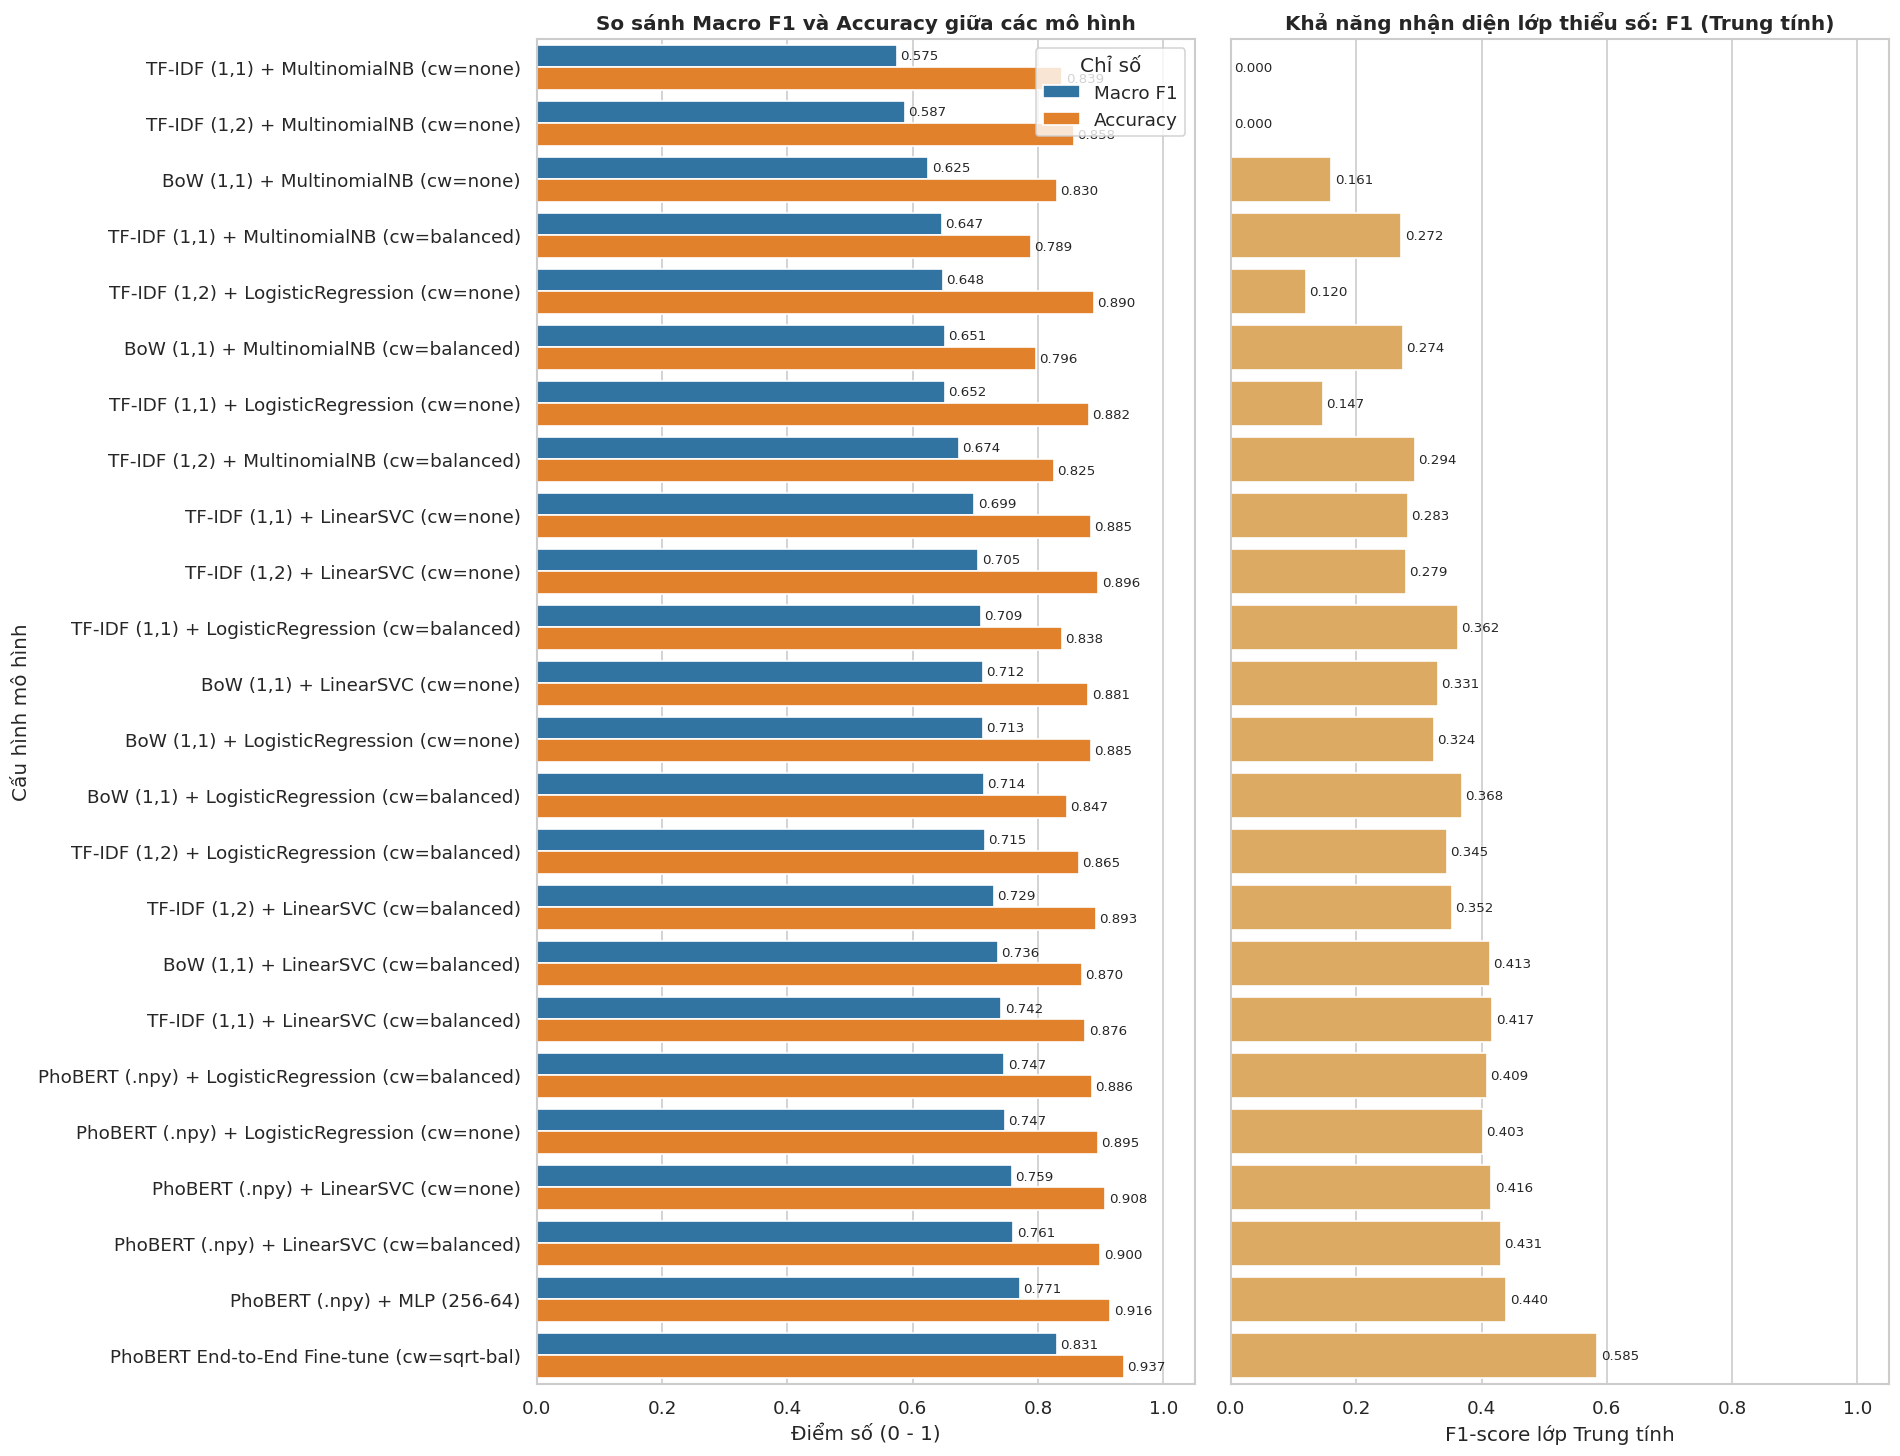 So sánh Macro F1 và Accuracy giữa các mô hình
Khả năng nhận diện lớp thiểu số: F1 (Trung tính)
Chỉ số
Macro F1
Accuracy
Cấu hình mô hình
TF-IDF (1,1) + MultinomialNB (cw=none) 0.575 0.839 0.000
TF-IDF (1,2) + MultinomialNB (cw=none) 0.587 0.858 0.000
BoW (1,1) + MultinomialNB (cw=none) 0.625 0.830 0.161
TF-IDF (1,1) + MultinomialNB (cw=balanced) 0.647 0.789 0.272
TF-IDF (1,2) + LogisticRegression (cw=none) 0.648 0.890 0.120
BoW (1,1) + MultinomialNB (cw=balanced) 0.651 0.796 0.274
TF-IDF (1,1) + LogisticRegression (cw=none) 0.652 0.882 0.147
TF-IDF (1,2) + MultinomialNB (cw=balanced) 0.674 0.825 0.294
TF-IDF (1,1) + LinearSVC (cw=none) 0.699 0.885 0.283
TF-IDF (1,2) + LinearSVC (cw=none) 0.705 0.896 0.279
TF-IDF (1,1) + LogisticRegression (cw=balanced) 0.709 0.838 0.362
BoW (1,1) + LinearSVC (cw=none) 0.712 0.881 0.331
BoW (1,1) + LogisticRegression (cw=none) 0.713 0.885 0.324
BoW (1,1) + LogisticRegression (cw=balanced) 0.714 0.847 0.368
TF-IDF (1,2) + LogisticRegression (cw=balanced) 0.715 0.865 0.345
TF-IDF (1,2) + LinearSVC (cw=balanced) 0.729 0.893 0.352
BoW (1,1) + LinearSVC (cw=balanced) 0.736 0.870 0.413
TF-IDF (1,1) + LinearSVC (cw=balanced) 0.742 0.876 0.417
PhoBERT (.npy) + LogisticRegression (cw=balanced) 0.747 0.886 0.409
PhoBERT (.npy) + LogisticRegression (cw=none) 0.747 0.895 0.403
PhoBERT (.npy) + LinearSVC (cw=none) 0.759 0.908 0.416
PhoBERT (.npy) + LinearSVC (cw=balanced) 0.761 0.900 0.431
PhoBERT (.npy) + MLP (256-64) 0.771 0.916 0.440
PhoBERT End-to-End Fine-tune (cw=sqrt-bal) 0.831 0.937 0.585
0.0 0.2 0.4 0.6 0.8 1.0
Điểm số (0 - 1)
0.0 0.2 0.4 0.6 0.8 1.0
F1-score lớp Trung tính